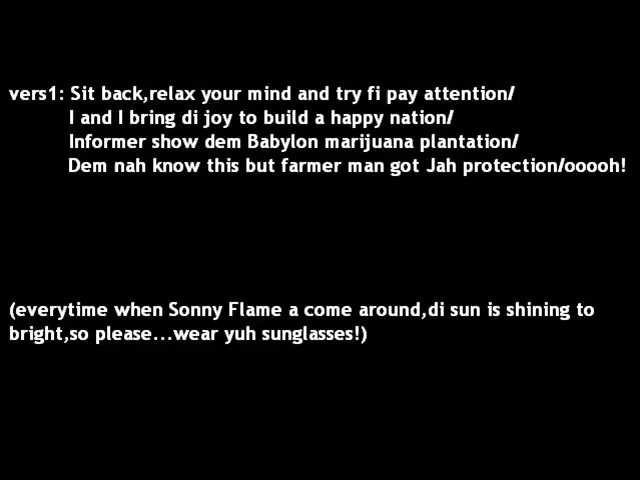 vers1: Sit back,relax your mind and try fi pay attention/
I and I bring di joy to build a happy nation/
Informer show dem Babylon marijuana plantation/
Dem nah know this but farmer man got Jah protection/ooooh!
(everytime when Sonny Flame a come around,di sun is shining to
bright,so please...wear yuh sunglasses!)